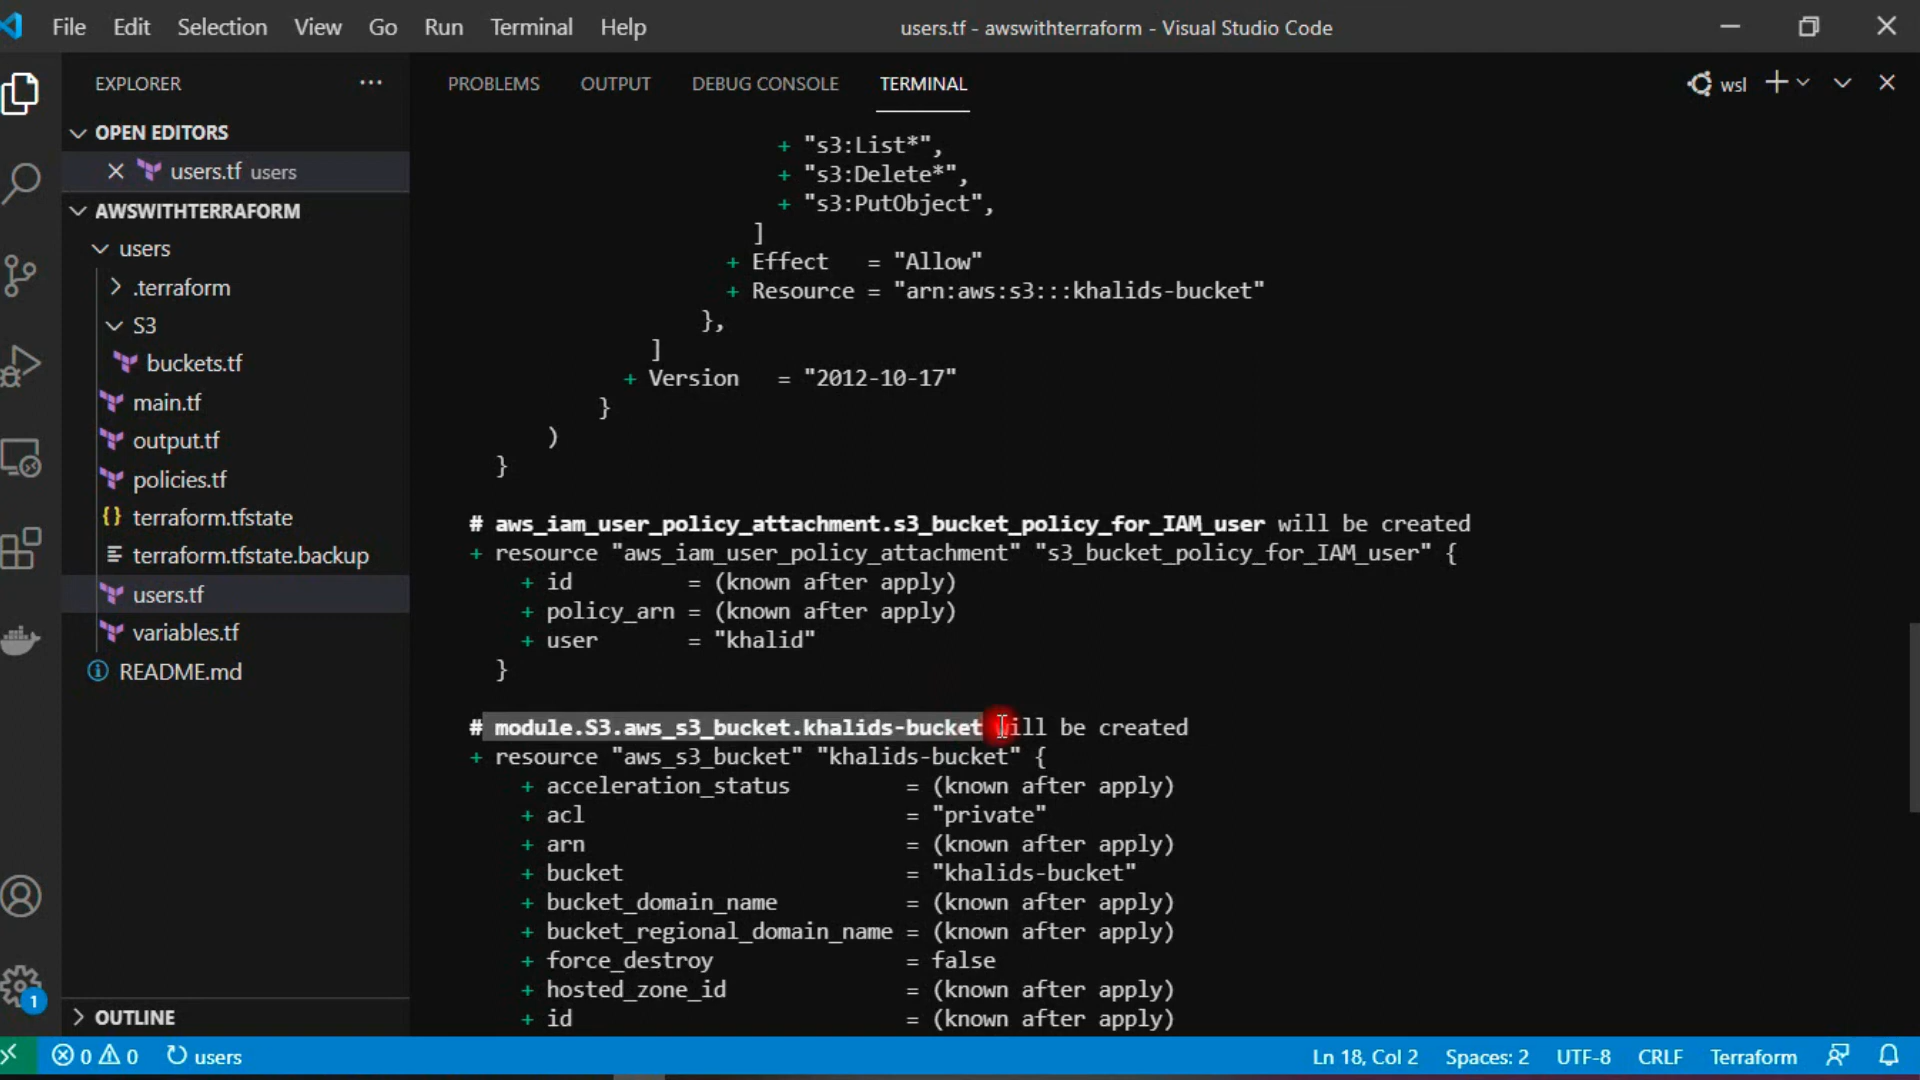 File Edit Selection View Go Run Terminal Help
users.tf - awswithterraform - Visual Studio Code
EXPLORER ···
OPEN EDITORS
users.tf users
AWSWITHTERRAFORM
users
.terraform
S3
buckets.tf
main.tf
output.tf
policies.tf
{} terraform.tfstate
terraform.tfstate.backup
users.tf
variables.tf
README.md
OUTLINE
1
PROBLEMS OUTPUT DEBUG CONSOLE TERMINAL
wsl
+ "s3:List*",
+ "s3:Delete*",
+ "s3:PutObject",
]
+ Effect   = "Allow"
+ Resource = "arn:aws:s3:::khalids-bucket"
},
]
+ Version   = "2012-10-17"
}
)
}
# aws_iam_user_policy_attachment.s3_bucket_policy_for_IAM_user will be created
+ resource "aws_iam_user_policy_attachment" "s3_bucket_policy_for_IAM_user" {
+ id         = (known after apply)
+ policy_arn = (known after apply)
+ user       = "khalid"
}
# module.S3.aws_s3_bucket.khalids-bucket will be created
+ resource "aws_s3_bucket" "khalids-bucket" {
+ acceleration_status         = (known after apply)
+ acl                         = "private"
+ arn                         = (known after apply)
+ bucket                      = "khalids-bucket"
+ bucket_domain_name          = (known after apply)
+ bucket_regional_domain_name = (known after apply)
+ force_destroy               = false
+ hosted_zone_id              = (known after apply)
+ id                          = (known after apply)
0 0 users
Ln 18, Col 2 Spaces: 2 UTF-8 CRLF Terraform